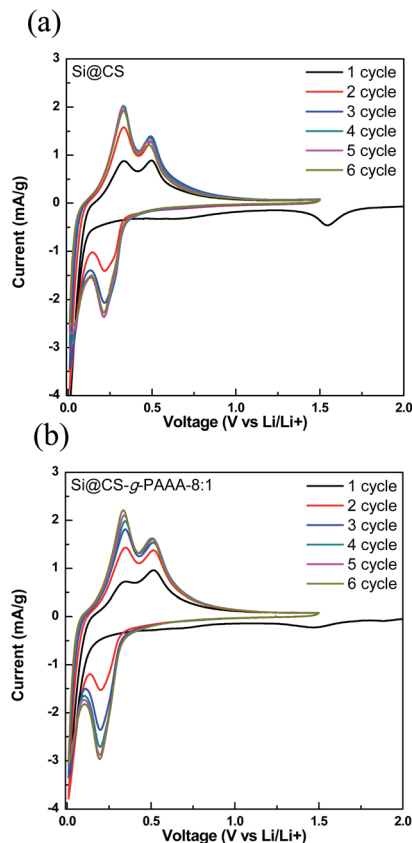 (a)
Si@CS
1 cycle
2 cycle
3 cycle
4 cycle
5 cycle
6 cycle
3
2
1
0
-1
-2
-3
-4
Current (mA/g)
0.0 0.5 1.0 1.5 2.0
Voltage (V vs Li/Li+)
(b)
Si@CS-g-PAAA-8:1
1 cycle
2 cycle
3 cycle
4 cycle
5 cycle
6 cycle
3
2
1
0
-1
-2
-3
-4
Current (mA/g)
0.0 0.5 1.0 1.5 2.0
Voltage (V vs Li/Li+)